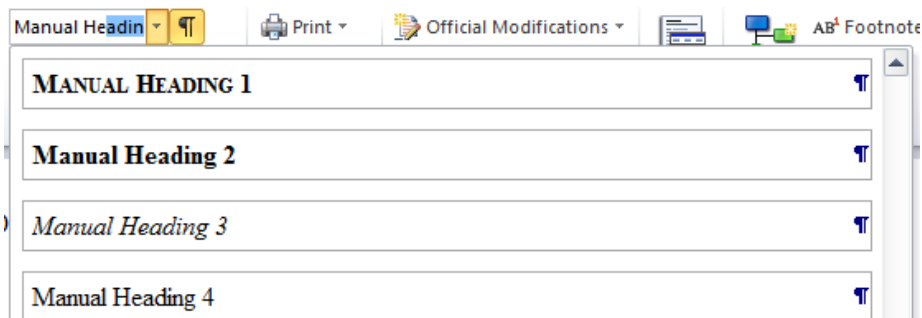 Manual Headin ¶ Print Official Modifications AB¹ Footnote
MANUAL HEADING 1 ¶
Manual Heading 2 ¶
Manual Heading 3 ¶
Manual Heading 4 ¶